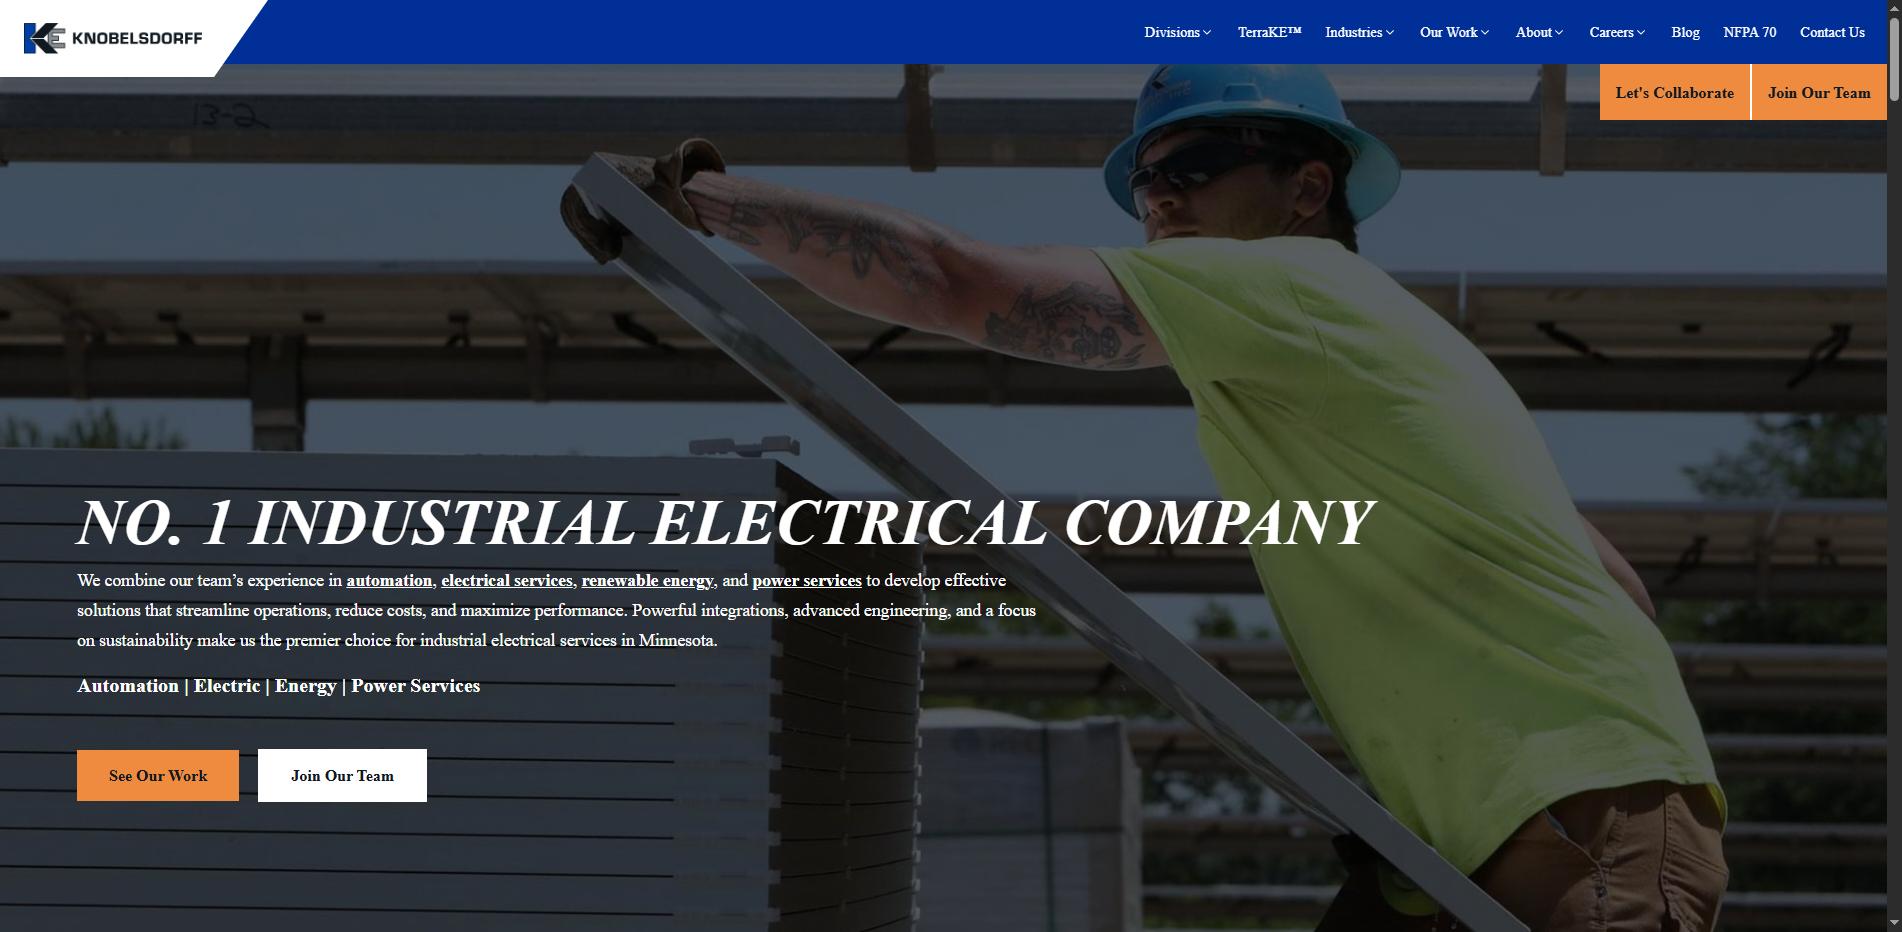 KE KNOBELSDORFF
Divisions TerraKE™ Industries Our Work About Careers Blog NFPA 70 Contact Us
Let's Collaborate Join Our Team
13-2
NO. 1 INDUSTRIAL ELECTRICAL COMPANY
We combine our team’s experience in automation, electrical services, renewable energy, and power services to develop effective
solutions that streamline operations, reduce costs, and maximize performance. Powerful integrations, advanced engineering, and a focus
on sustainability make us the premier choice for industrial electrical services in Minnesota.
Automation | Electric | Energy | Power Services
See Our Work Join Our Team